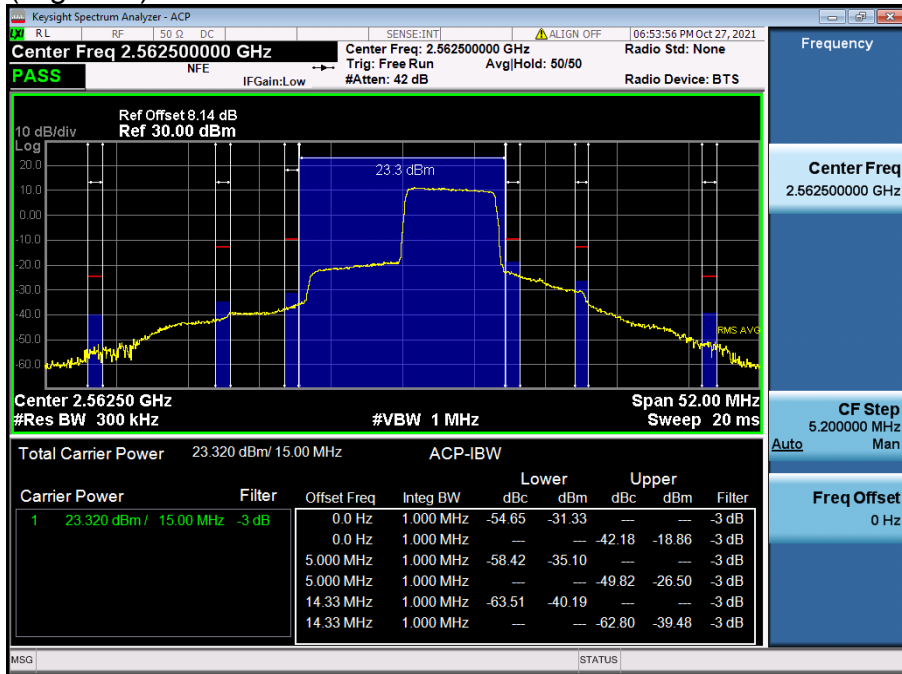 Keysight Spectrum Analyzer - ACP
LXI RL RF 50 Ω DC SENSE:INT ALIGN OFF 06:53:56 PM Oct 27, 2021
Center Freq 2.562500000 GHz Center Freq: 2.562500000 GHz Radio Std: None
NFE Trig: Free Run Avg|Hold: 50/50
PASS IFGain:Low #Atten: 42 dB Radio Device: BTS
Ref Offset 8.14 dB
10 dB/div Ref 30.00 dBm
Log
20.0
23.3 dBm
10.0
0.00
-10.0
-20.0
-30.0
-40.0
-50.0
RMS AVG
-60.0
Center 2.56250 GHz Span 52.00 MHz
#Res BW 300 kHz #VBW 1 MHz Sweep 20 ms
Total Carrier Power 23.320 dBm/ 15.00 MHz ACP-IBW
Lower Upper
Carrier Power Filter Offset Freq Integ BW dBc dBm dBc dBm Filter
1 23.320 dBm / 15.00 MHz -3 dB 0.0 Hz 1.000 MHz -54.65 -31.33 --- --- -3 dB
0.0 Hz 1.000 MHz --- --- -42.18 -18.86 -3 dB
5.000 MHz 1.000 MHz -58.42 -35.10 --- --- -3 dB
5.000 MHz 1.000 MHz --- --- -49.82 -26.50 -3 dB
14.33 MHz 1.000 MHz -63.51 -40.19 --- --- -3 dB
14.33 MHz 1.000 MHz --- --- -62.80 -39.48 -3 dB
MSG STATUS
Frequency
Center Freq
2.562500000 GHz
CF Step
5.200000 MHz
Auto Man
Freq Offset
0 Hz